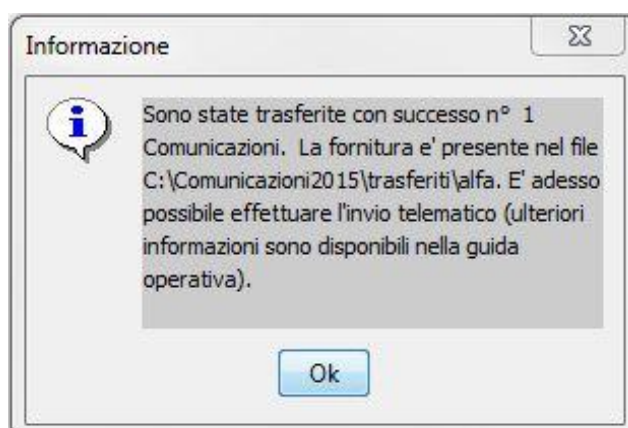 Informazione
Sono state trasferite con successo n° 1
Comunicazioni. La fornitura e' presente nel file
C:\Comunicazioni2015\trasferiti\alfa. E' adesso
possibile effettuare l'invio telematico (ulteriori
informazioni sono disponibili nella guida
operativa).
Ok